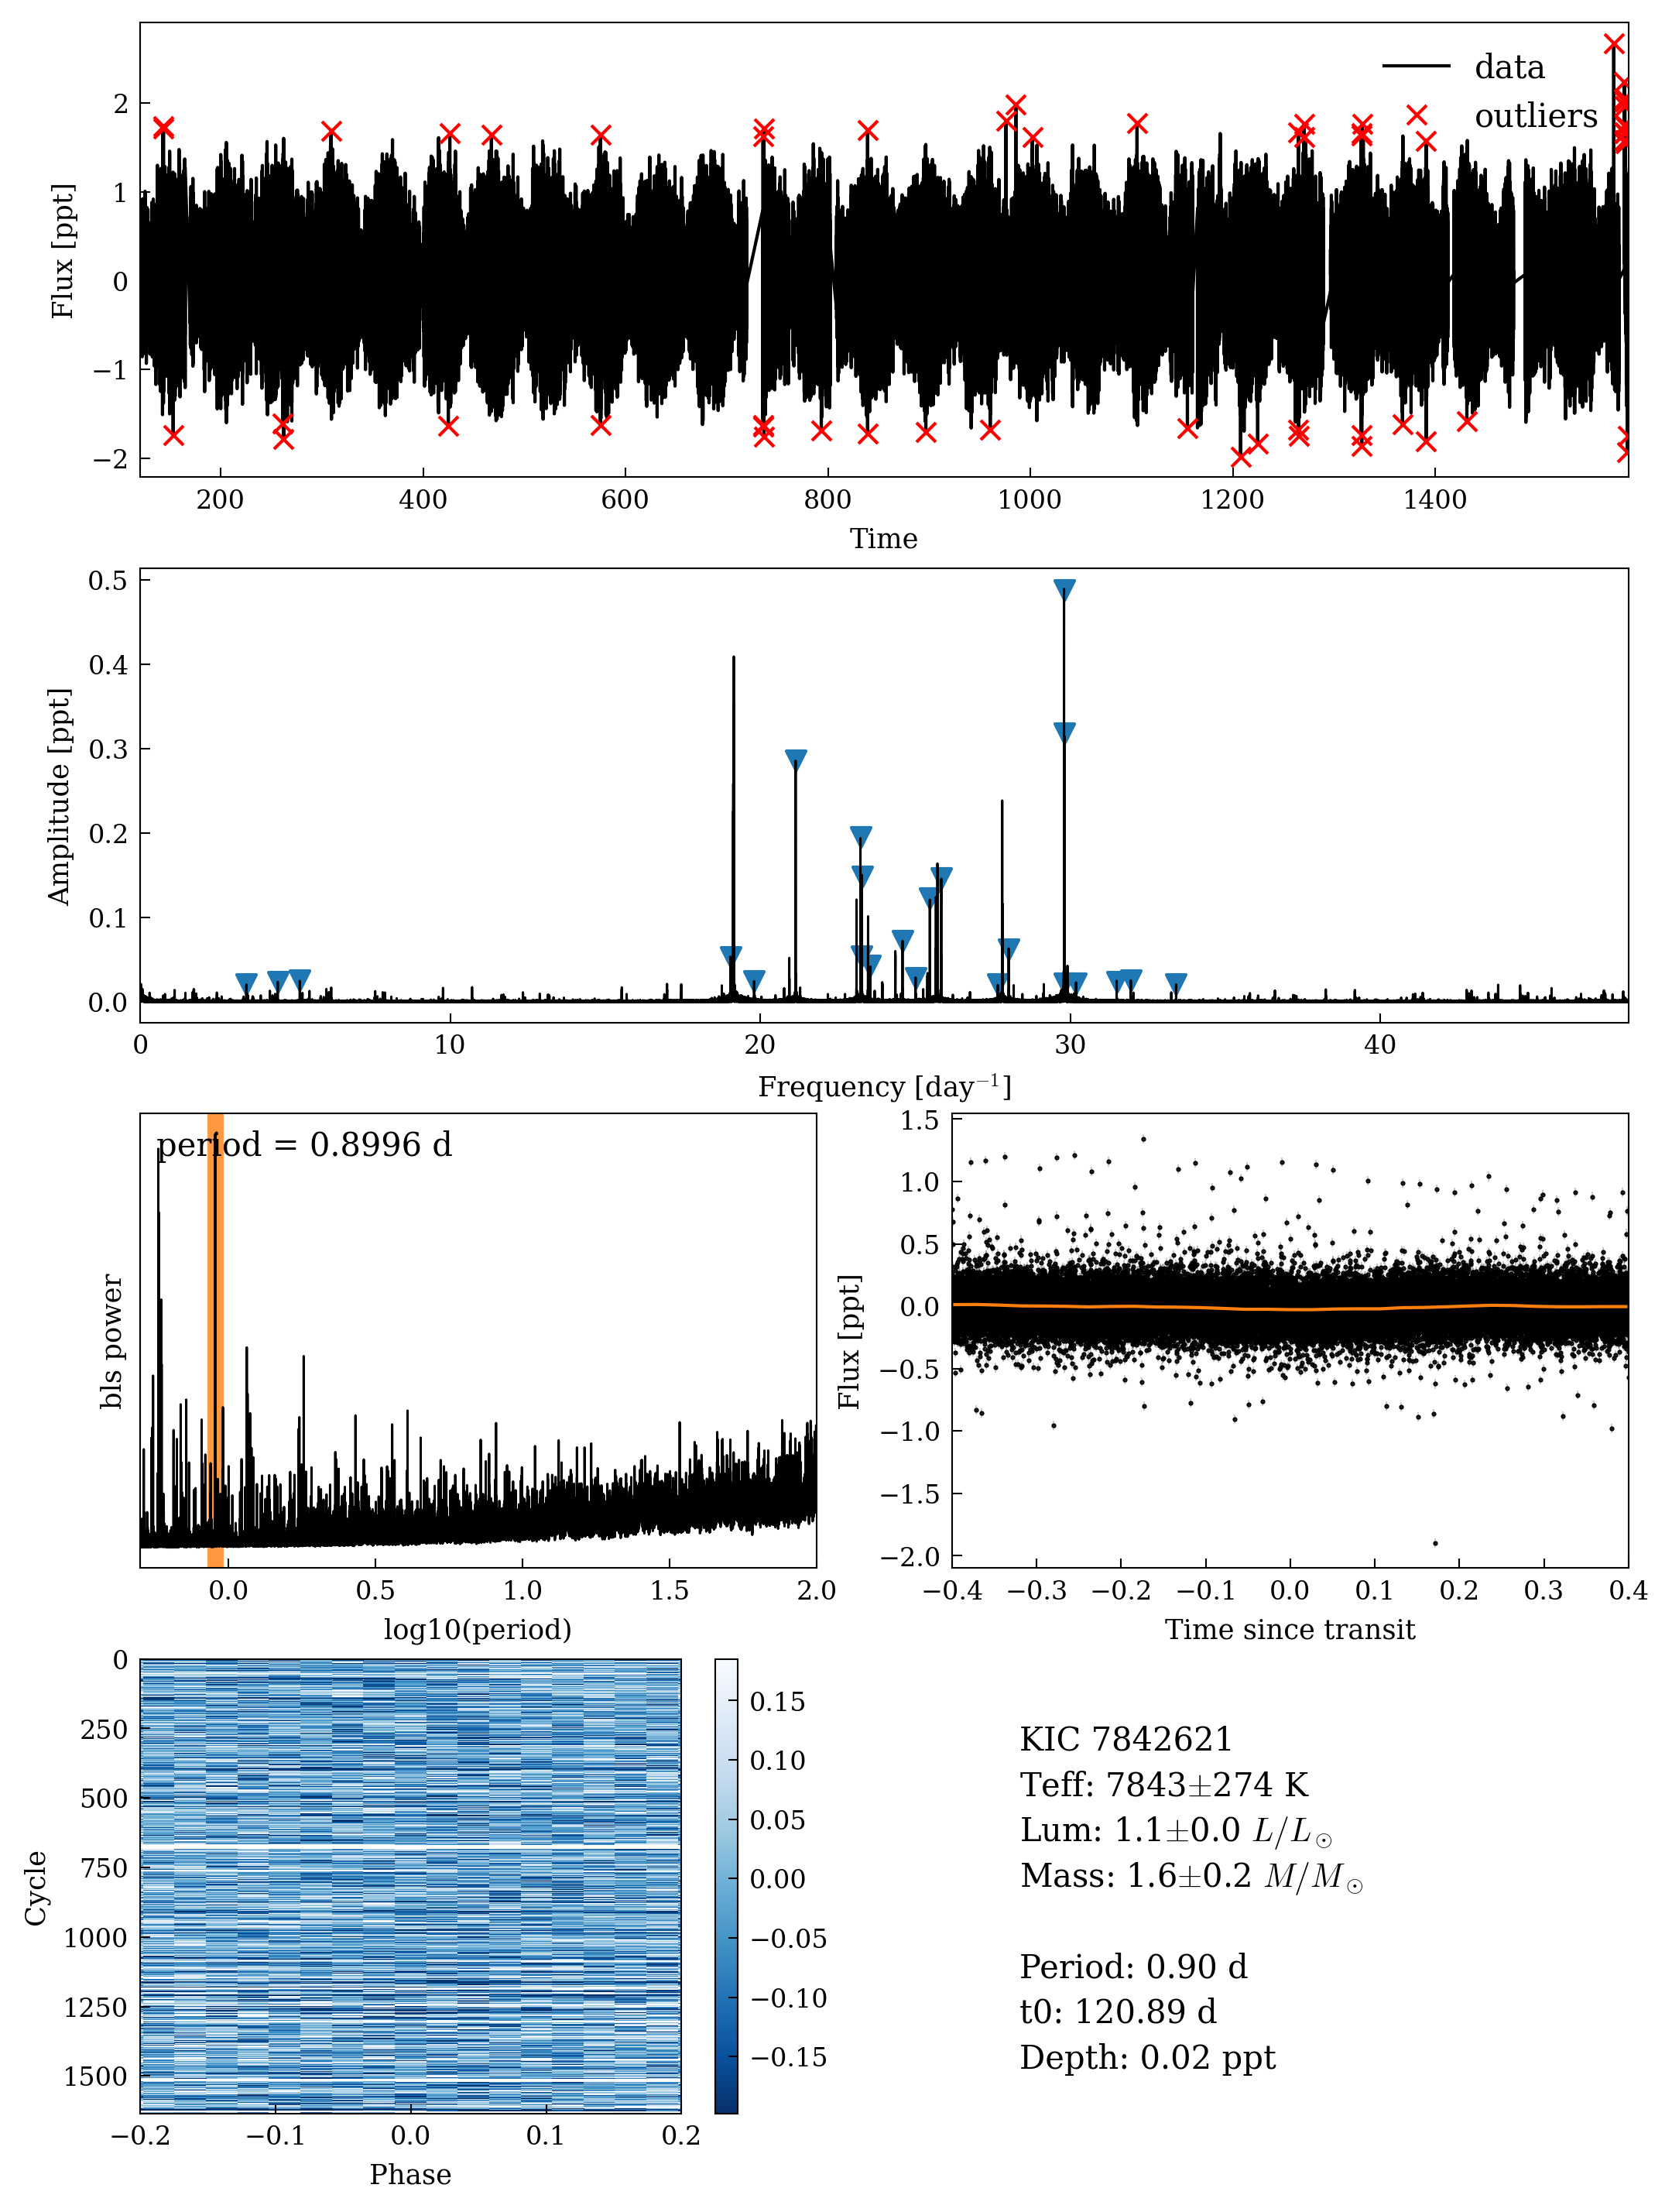 data
outliers
2
1
0
−1
−2
Flux [ppt]
200 400 600 800 1000 1200 1400
Time
0.5
0.4
0.3
0.2
0.1
0.0
Amplitude [ppt]
0 10 20 30 40
Frequency [day⁻¹]
period = 0.8996 d
bls power
0.0 0.5 1.0 1.5 2.0
log10(period)
1.5
1.0
0.5
0.0
−0.5
−1.0
−1.5
−2.0
Flux [ppt]
−0.4 −0.3 −0.2 −0.1 0.0 0.1 0.2 0.3 0.4
Time since transit
0
250
500
750
1000
1250
1500
Cycle
−0.2 −0.1 0.0 0.1 0.2
Phase
0.15
0.10
0.05
0.00
−0.05
−0.10
−0.15
KIC 7842621
Teff: 7843±274 K
Lum: 1.1±0.0 L/L⊙
Mass: 1.6±0.2 M/M⊙
Period: 0.90 d
t0: 120.89 d
Depth: 0.02 ppt